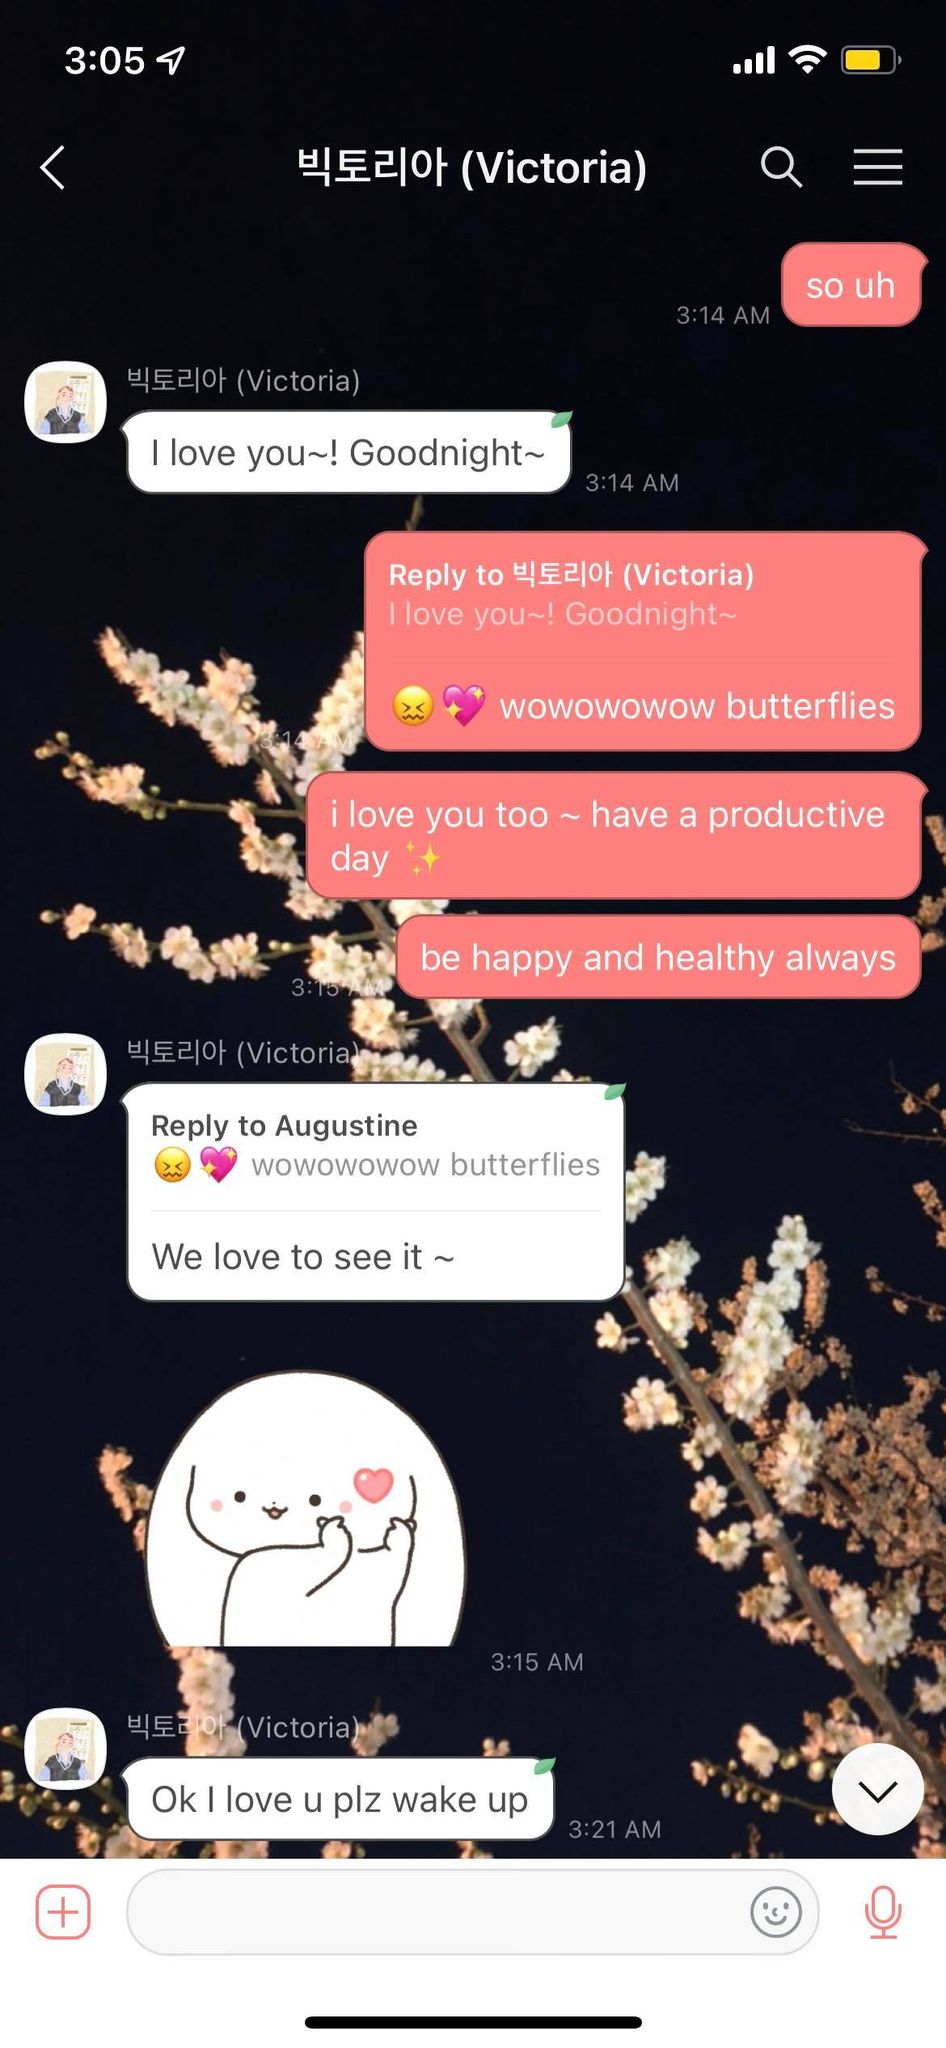 3:05
빅토리아 (Victoria)
so uh
3:14 AM
빅토리아 (Victoria)
I love you~! Goodnight~
3:14 AM
Reply to 빅토리아 (Victoria)
I love you~! Goodnight~
😖💖 wowowowow butterflies
3:14 AM
i love you too ~ have a productive
day ✨
be happy and healthy always
3:15 AM
빅토리아 (Victoria)
Reply to Augustine
😖💖 wowowowow butterflies
We love to see it ~
3:15 AM
빅토리아 (Victoria)
Ok I love u plz wake up
3:21 AM